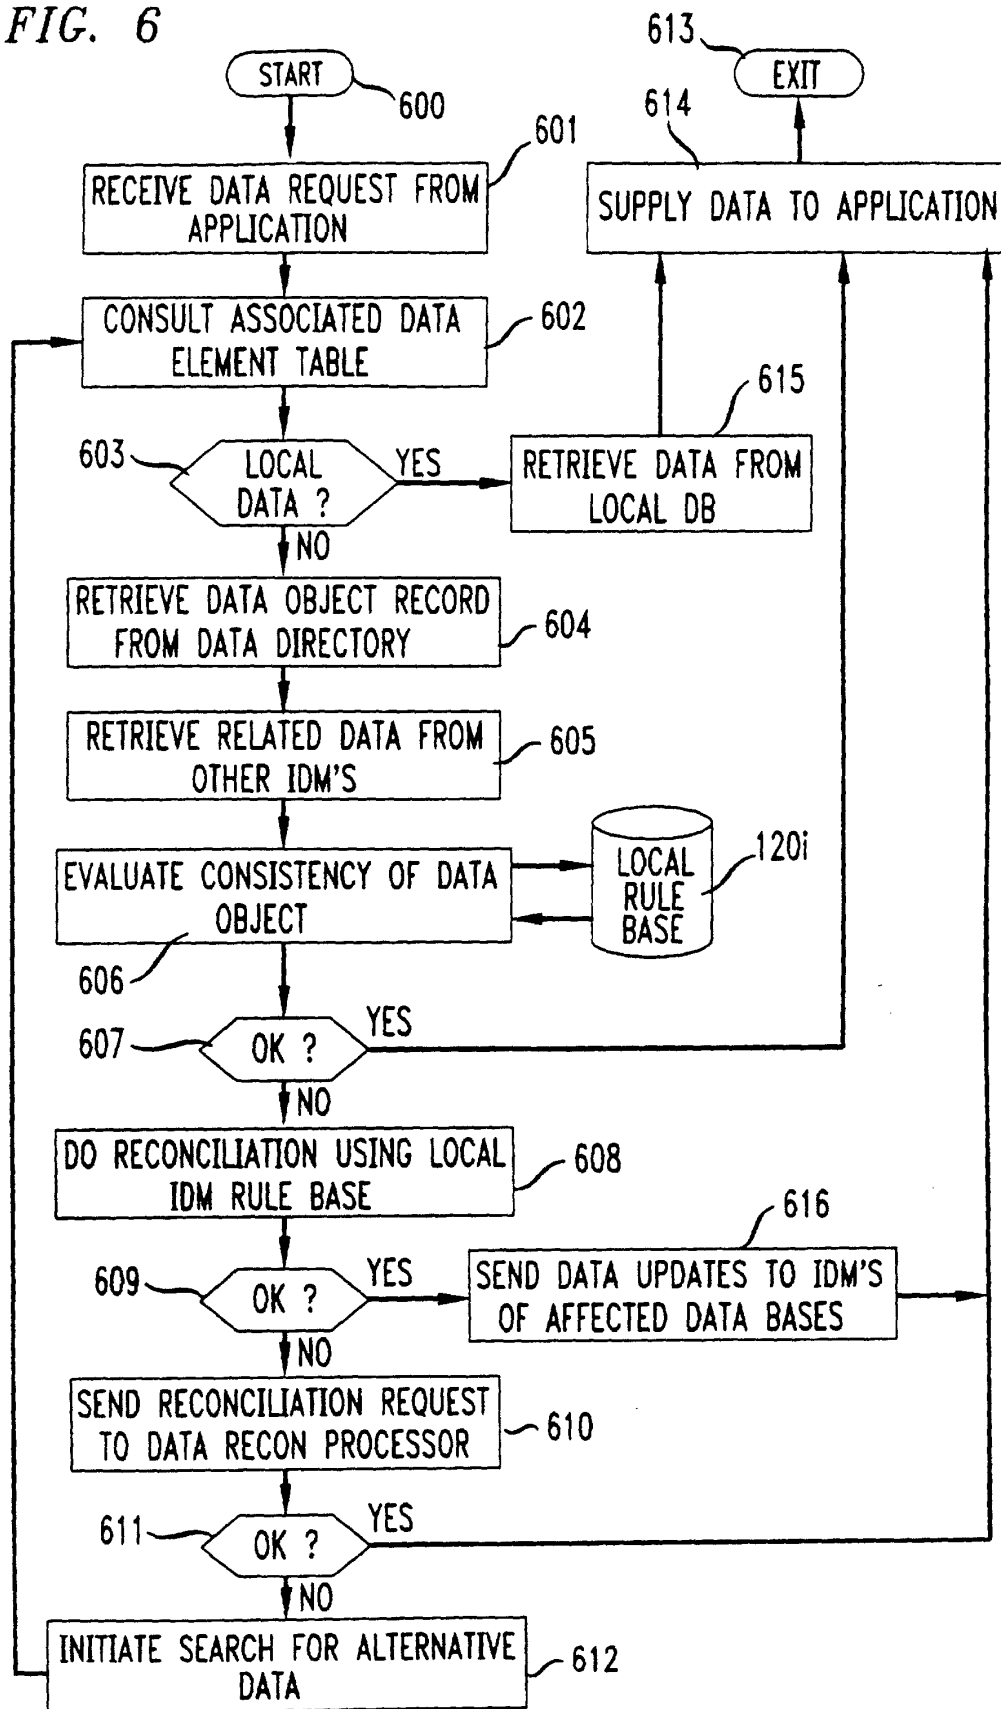 FIG. 6
START
600
613
EXIT
601
RECEIVE DATA REQUEST FROM
APPLICATION
614
SUPPLY DATA TO APPLICATION
CONSULT ASSOCIATED DATA
ELEMENT TABLE
602
603
LOCAL
DATA ?
YES
NO
615
RETRIEVE DATA FROM
LOCAL DB
RETRIEVE DATA OBJECT RECORD
FROM DATA DIRECTORY
604
RETRIEVE RELATED DATA FROM
OTHER IDM'S
605
EVALUATE CONSISTENCY OF DATA
OBJECT
606
LOCAL
RULE
BASE
120i
607
OK ?
YES
NO
DO RECONCILIATION USING LOCAL
IDM RULE BASE
608
609
OK ?
YES
NO
616
SEND DATA UPDATES TO IDM'S
OF AFFECTED DATA BASES
SEND RECONCILIATION REQUEST
TO DATA RECON PROCESSOR
610
611
OK ?
YES
NO
INITIATE SEARCH FOR ALTERNATIVE
DATA
612